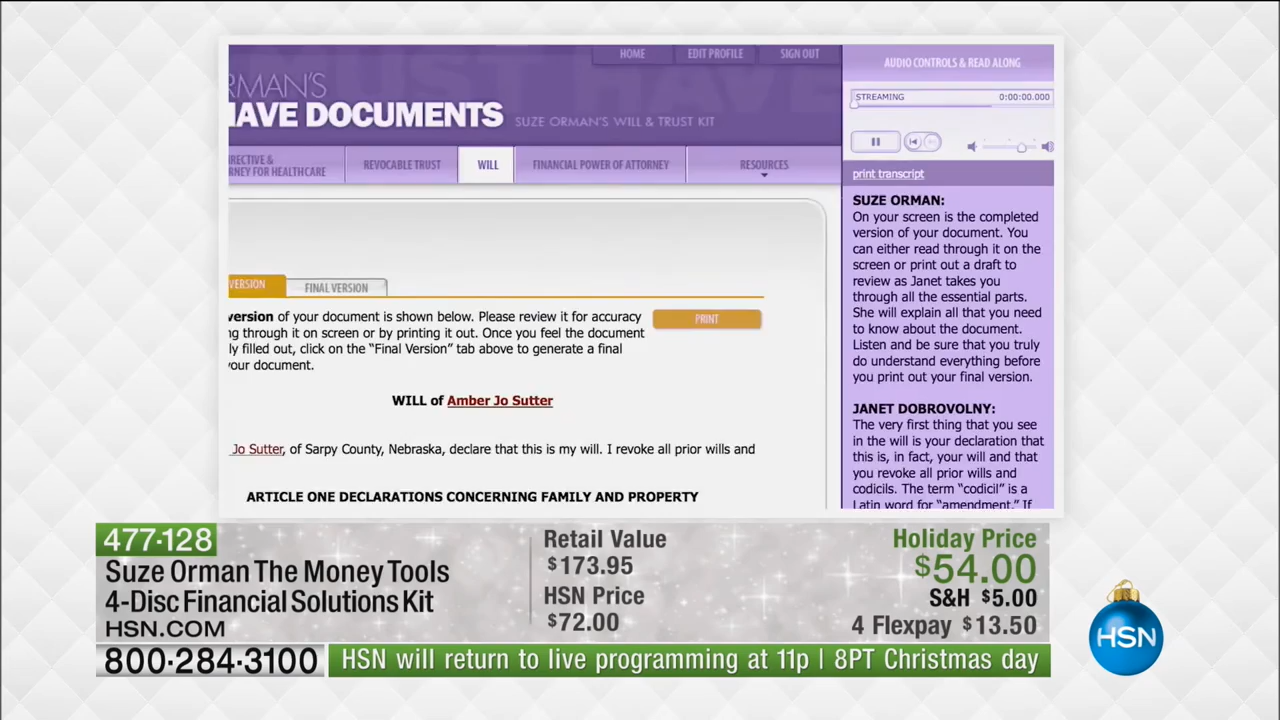 HOME EDIT PROFILE SIGN OUT
RMAN'S
HAVE DOCUMENTS SUZE ORMAN'S WILL & TRUST KIT
RECTIVE &
RNEY FOR HEALTHCARE
REVOCABLE TRUST
WILL
FINANCIAL POWER OF ATTORNEY
RESOURCES
VERSION
FINAL VERSION
version of your document is shown below. Please review it for accuracy
ng through it on screen or by printing it out. Once you feel the document
ly filled out, click on the “Final Version” tab above to generate a final
your document.
PRINT
WILL of Amber Jo Sutter
Jo Sutter, of Sarpy County, Nebraska, declare that this is my will. I revoke all prior wills and
ARTICLE ONE DECLARATIONS CONCERNING FAMILY AND PROPERTY
AUDIO CONTROLS & READ ALONG
STREAMING 0:00:00.000
print transcript
SUZE ORMAN:
On your screen is the completed
version of your document. You
can either read through it on the
screen or print out a draft to
review as Janet takes you
through all the essential parts.
She will explain all that you need
to know about the document.
Listen and be sure that you truly
do understand everything before
you print out your final version.
JANET DOBROVOLNY:
The very first thing that you see
in the will is your declaration that
this is, in fact, your will and that
you revoke all prior wills and
codicils. The term “codicil” is a
Latin word for “amendment.” If
477-128
Suze Orman The Money Tools
4-Disc Financial Solutions Kit
HSN.COM
Retail Value
$173.95
HSN Price
$72.00
Holiday Price
$54.00
S&H $5.00
4 Flexpay $13.50
800-284-3100
HSN will return to live programming at 11p | 8PT Christmas day
HSN